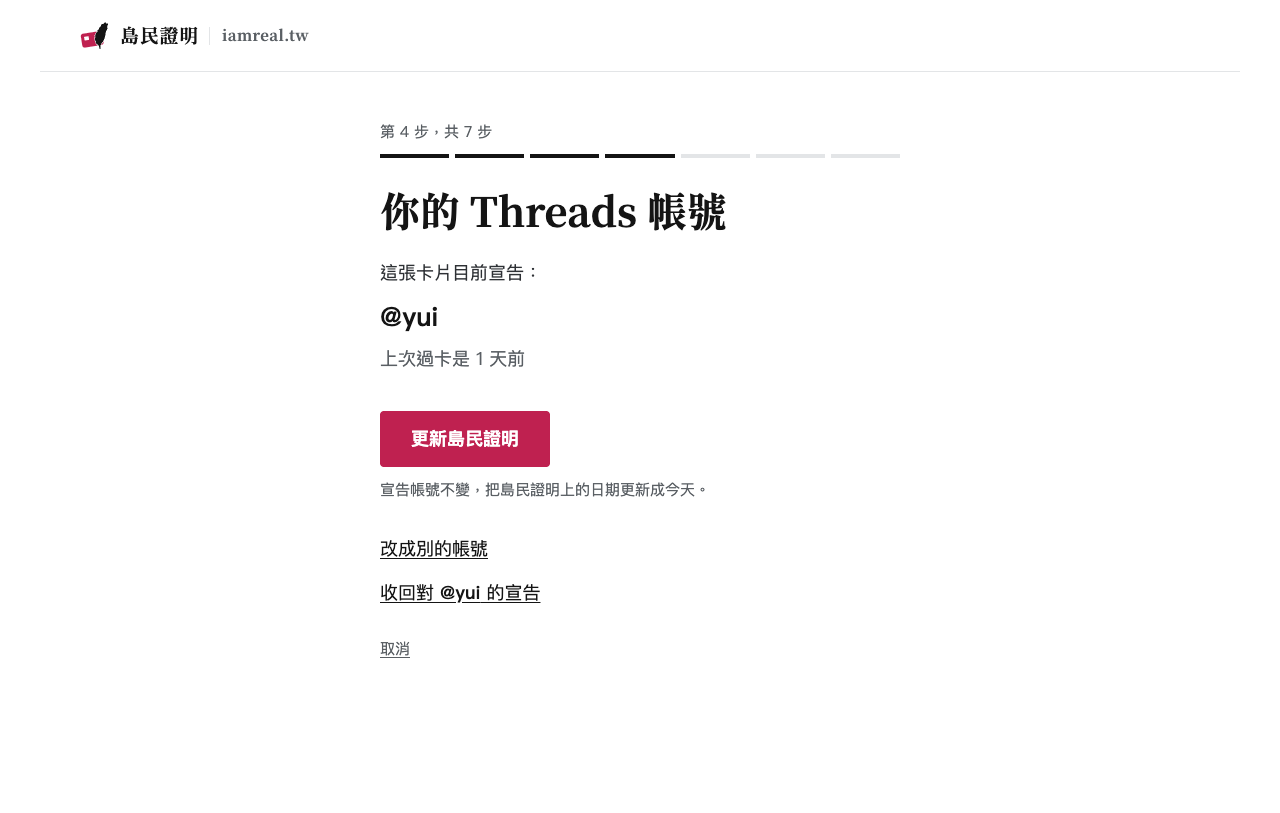 島民證明 iamreal.tw
第 4 步，共 7 步
你的 Threads 帳號
這張卡片目前宣告：
@yui
上次過卡是 1 天前
更新島民證明
宣告帳號不變，把島民證明上的日期更新成今天。
改成別的帳號
收回對 @yui 的宣告
取消